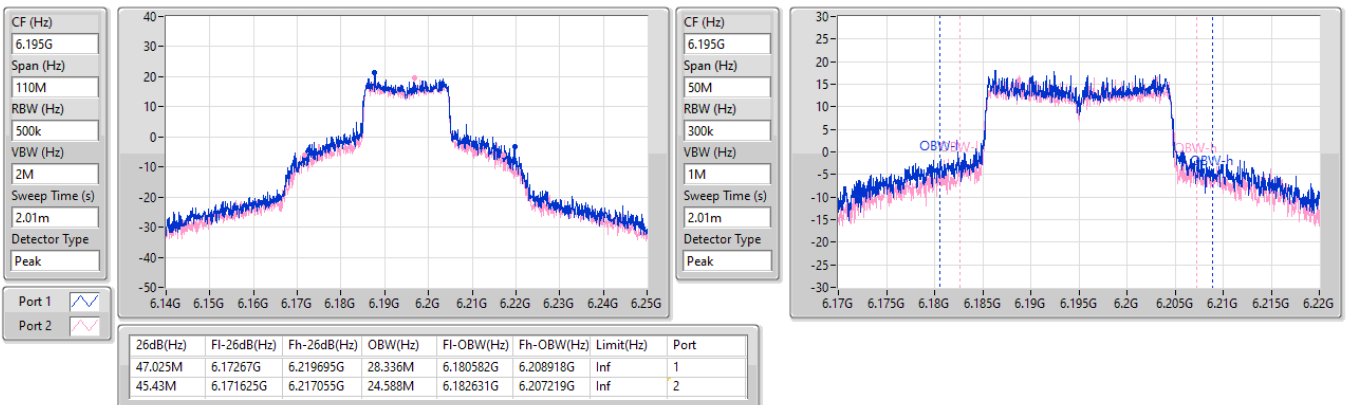 CF (Hz)
6.195G
Span (Hz)
110M
RBW (Hz)
500k
VBW (Hz)
2M
Sweep Time (s)
2.01m
Detector Type
Peak
Port 1
Port 2
40
30
20
10
0
-10
-20
-30
-40
-50
6.14G 6.15G 6.16G 6.17G 6.18G 6.19G 6.2G 6.21G 6.22G 6.23G 6.24G 6.25G
CF (Hz)
6.195G
Span (Hz)
50M
RBW (Hz)
300k
VBW (Hz)
1M
Sweep Time (s)
2.01m
Detector Type
Peak
30
25
20
15
10
5
0
-5
-10
-15
-20
-25
-30
OBW-l
OBW-h
OBW-h
6.17G 6.175G 6.18G 6.185G 6.19G 6.195G 6.2G 6.205G 6.21G 6.215G 6.22G
26dB(Hz) Fl-26dB(Hz) Fh-26dB(Hz) OBW(Hz) Fl-OBW(Hz) Fh-OBW(Hz) Limit(Hz) Port
47.025M 6.17267G 6.219695G 28.336M 6.180582G 6.208918G Inf 1
45.43M 6.171625G 6.217055G 24.588M 6.182631G 6.207219G Inf 2